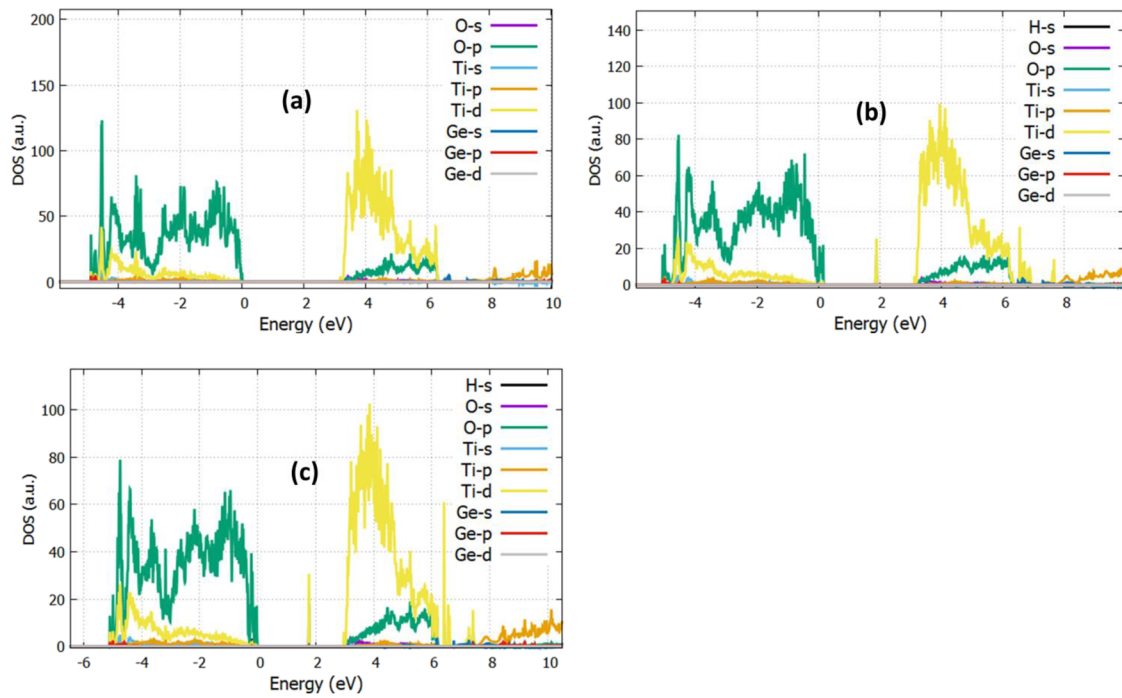 200
150
100
50
0
DOS (a.u.)
(a)
O-s
O-p
Ti-s
Ti-p
Ti-d
Ge-s
Ge-p
Ge-d
-4 -2 0 2 4 6 8 10
Energy (eV)
140
120
100
80
60
40
20
0
DOS (a.u.)
(b)
H-s
O-s
O-p
Ti-s
Ti-p
Ti-d
Ge-s
Ge-p
Ge-d
-4 -2 0 2 4 6 8
Energy (eV)
100
80
60
40
20
0
DOS (a.u.)
(c)
H-s
O-s
O-p
Ti-s
Ti-p
Ti-d
Ge-s
Ge-p
Ge-d
-6 -4 -2 0 2 4 6 8 10
Energy (eV)